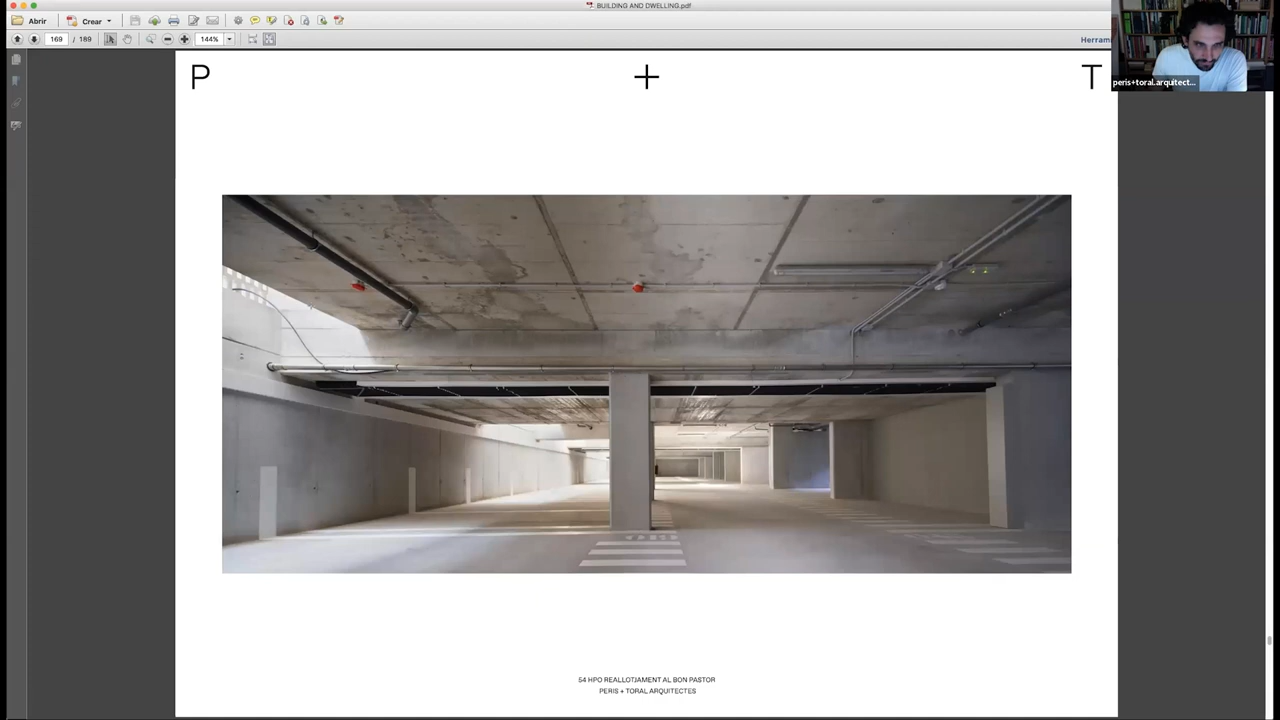 BUILDING AND DWELLING.pdf
Abrir
Crear
169 / 189
144%
Herrami
peris+toral.arquitect...
P + T
54 HPO REALLOTJAMENT AL BON PASTOR
PERIS + TORAL ARQUITECTES